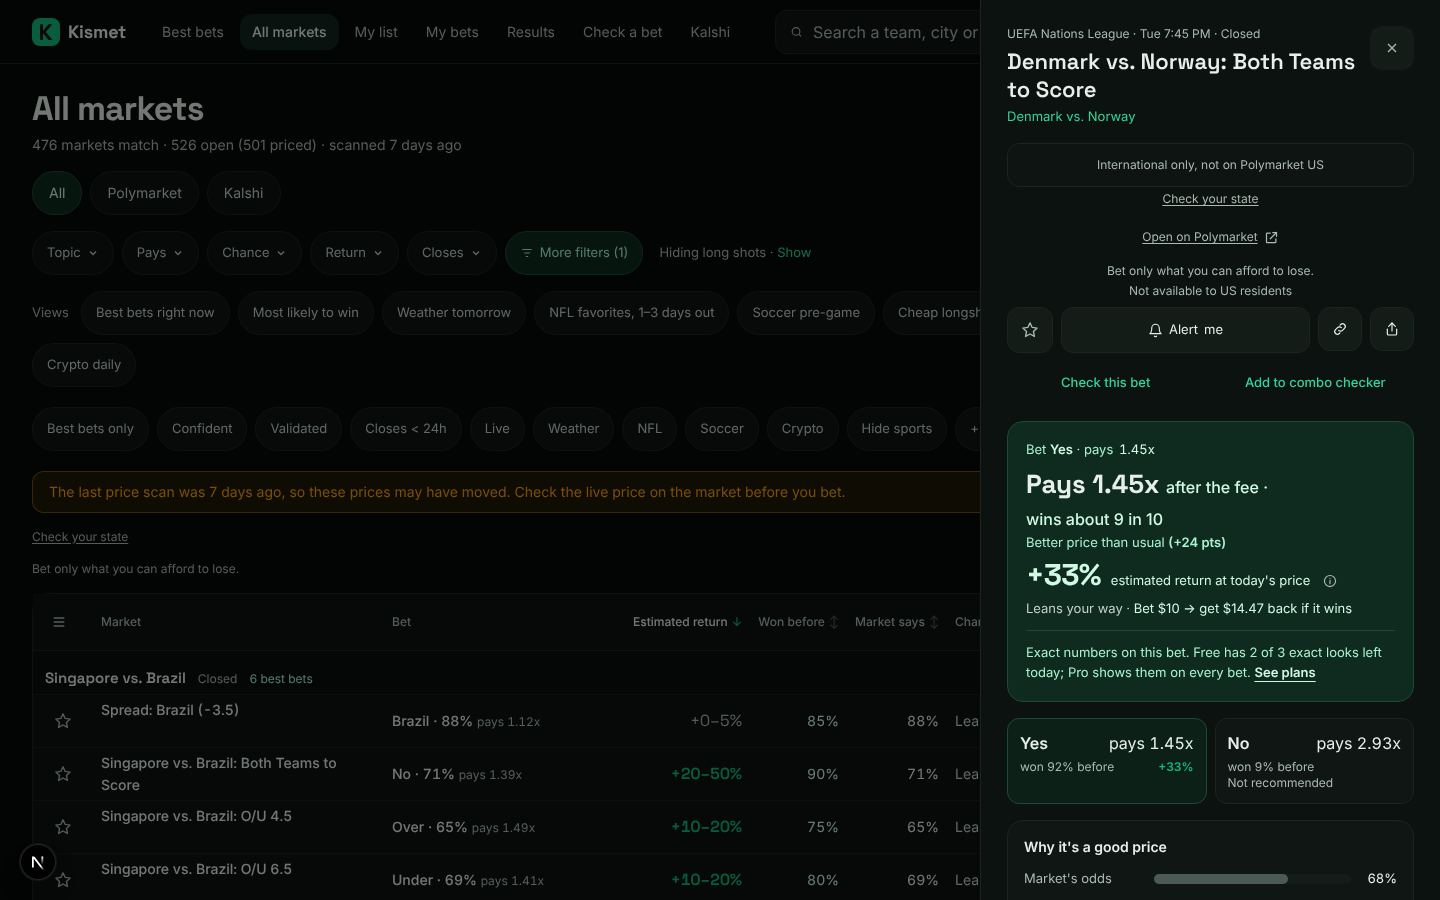 Kismet
Best bets
All markets
My list
My bets
Results
Check a bet
Kalshi
Search a team, city or
All markets
476 markets match · 526 open (501 priced) · scanned 7 days ago
All
Polymarket
Kalshi
Topic
Pays
Chance
Return
Closes
More filters (1)
Hiding long shots · Show
Views
Best bets right now
Most likely to win
Weather tomorrow
NFL favorites, 1–3 days out
Soccer pre-game
Cheap longsh
Crypto daily
Best bets only
Confident
Validated
Closes < 24h
Live
Weather
NFL
Soccer
Crypto
Hide sports
+
The last price scan was 7 days ago, so these prices may have moved. Check the live price on the market before you bet.
Check your state
Bet only what you can afford to lose.
Market
Bet
Estimated return ↓
Won before
Market says
Chan
Singapore vs. Brazil Closed 6 best bets
Spread: Brazil (-3.5)
Brazil · 88% pays 1.12x
+0–5%
85%
88%
Lea
Singapore vs. Brazil: Both Teams to
Score
No · 71% pays 1.39x
+20–50%
90%
71%
Lea
Singapore vs. Brazil: O/U 4.5
Over · 65% pays 1.49x
+10–20%
75%
65%
Lea
Singapore vs. Brazil: O/U 6.5
Under · 69% pays 1.41x
+10–20%
80%
69%
Lea
N
UEFA Nations League · Tue 7:45 PM · Closed
Denmark vs. Norway: Both Teams
to Score
Denmark vs. Norway
International only, not on Polymarket US
Check your state
Open on Polymarket
Bet only what you can afford to lose.
Not available to US residents
Alert me
Check this bet
Add to combo checker
Bet Yes · pays 1.45x
Pays 1.45x after the fee ·
wins about 9 in 10
Better price than usual (+24 pts)
+33% estimated return at today's price
Leans your way · Bet $10 → get $14.47 back if it wins
Exact numbers on this bet. Free has 2 of 3 exact looks left
today; Pro shows them on every bet. See plans
Yes
pays 1.45x
won 92% before
+33%
No
pays 2.93x
won 9% before
Not recommended
Why it's a good price
Market's odds
68%